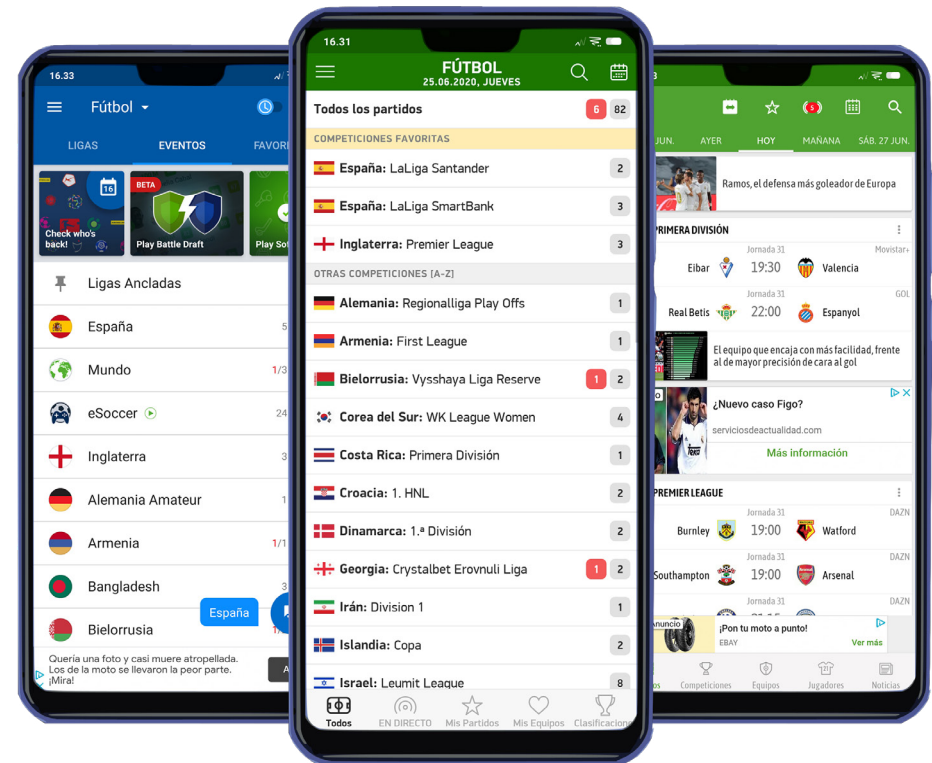 16.33
Fútbol
LIGAS EVENTOS FAVORI
16
Check who's
back!
BETA
Play Battle Draft
Play So
Ligas Ancladas
España 5
Mundo 1/3
eSoccer 24
Inglaterra 3
Alemania Amateur 1
Armenia 1/1
Bangladesh 3
España
Bielorrusia
Quería una foto y casi muere atropellada.
Los de la moto se llevaron la peor parte.
¡Mira!
A
16.31
FÚTBOL
25.06.2020, JUEVES
Todos los partidos 6 82
COMPETICIONES FAVORITAS
España: LaLiga Santander 2
España: LaLiga SmartBank 3
Inglaterra: Premier League 3
OTRAS COMPETICIONES [A-Z]
Alemania: Regionalliga Play Offs 1
Armenia: First League 1
Bielorrusia: Vysshaya Liga Reserve 1 2
Corea del Sur: WK League Women 4
Costa Rica: Primera División 1
Croacia: 1. HNL 2
Dinamarca: 1.ª División 2
Georgia: Crystalbet Erovnuli Liga 1 2
Irán: Division 1 1
Islandia: Copa 2
Israel: Leumit League 8
Todos EN DIRECTO Mis Partidos Mis Equipos Clasificacione
3
5
JUN. AYER HOY MAÑANA SÁB. 27 JUN.
Ramos, el defensa más goleador de Europa
PRIMERA DIVISIÓN
Jornada 31 Movistar+
Eibar 19:30 Valencia
Jornada 31 GOL
Real Betis 22:00 Espanyol
El equipo que encaja con más facilidad, frente
al de mayor precisión de cara al gol
¿Nuevo caso Figo?
serviciosdeactualidad.com
Más información
PREMIER LEAGUE
Jornada 31 DAZN
Burnley 19:00 Watford
Jornada 31 DAZN
Southampton 19:00 Arsenal
Jornada 31 DAZN
Anuncio
¡Pon tu moto a punto!
EBAY Ver más
os Competiciones Equipos Jugadores Noticias